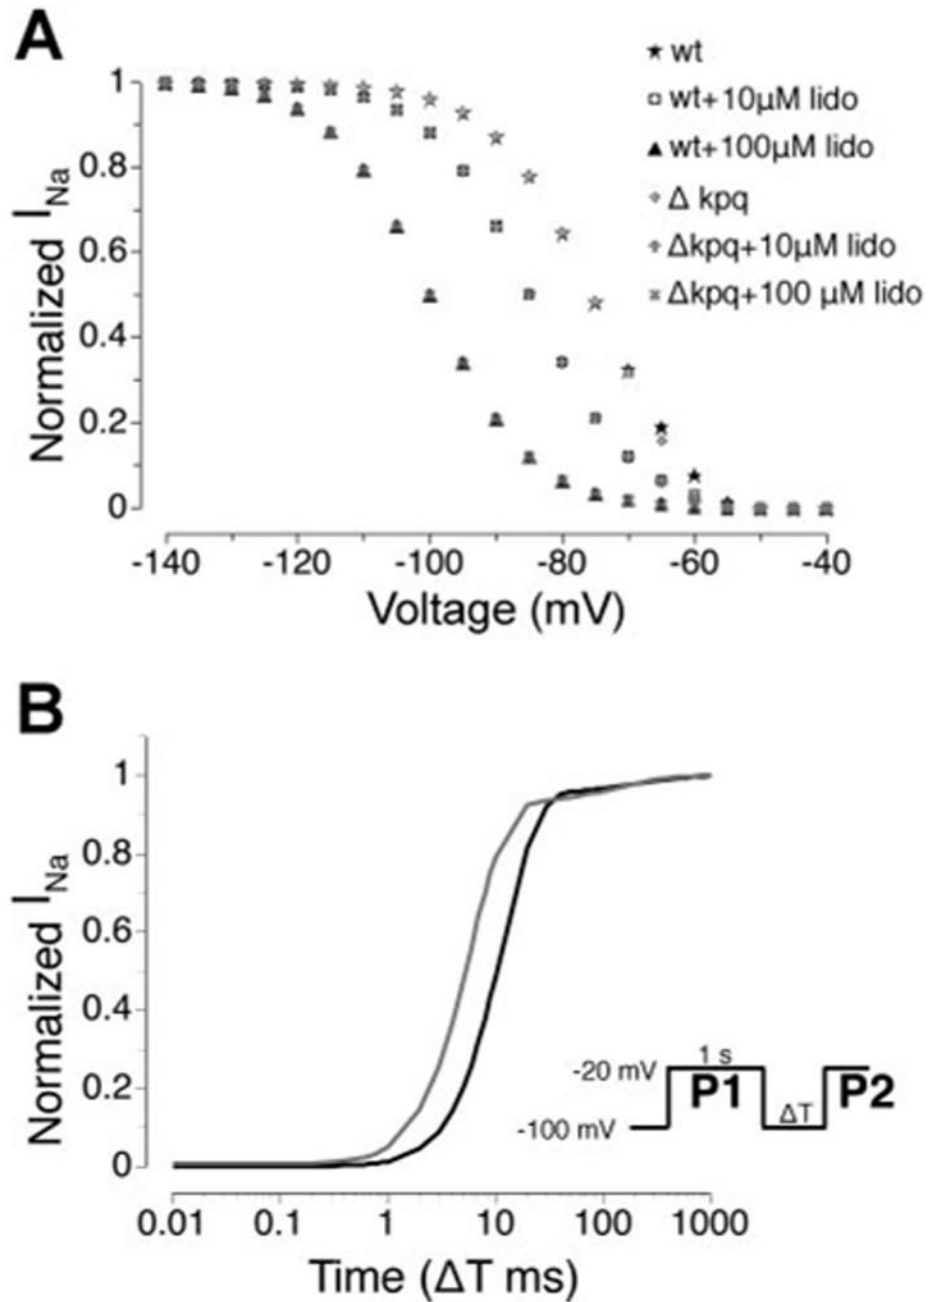 A
wt
wt+10µM lido
wt+100µM lido
Δ kpq
Δkpq+10µM lido
Δkpq+100 µM lido
Normalized I_Na
1
0.8
0.6
0.4
0.2
0
-140 -120 -100 -80 -60 -40
Voltage (mV)
B
Normalized I_Na
1
0.8
0.6
0.4
0.2
0
1 s
-20 mV P1 P2
ΔT
-100 mV
0.01 0.1 1 10 100 1000
Time (ΔT ms)